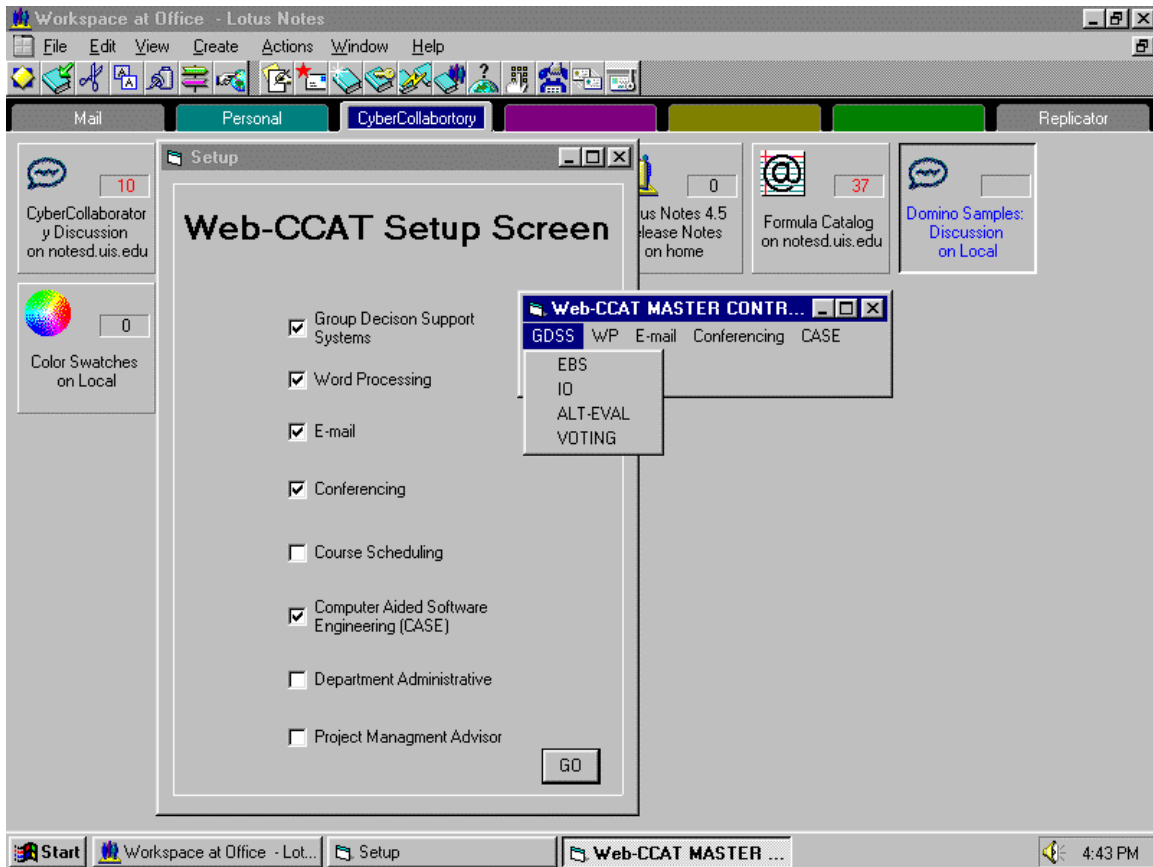 Workspace at Office - Lotus Notes
File Edit View Create Actions Window Help
Mail Personal CyberCollabortory Replicator
10
CyberCollaborator
y Discussion
on notesd.uis.edu
Setup
Web-CCAT Setup Screen
Group Decison Support
Systems
Word Processing
E-mail
Conferencing
Course Scheduling
Computer Aided Software
Engineering (CASE)
Department Administrative
Project Managment Advisor
GO
0
us Notes 4.5
lease Notes
on home
@
37
Formula Catalog
on notesd.uis.edu
Domino Samples:
Discussion
on Local
0
Color Swatches
on Local
Web-CCAT MASTER CONTR...
GDSS WP E-mail Conferencing CASE
EBS
IO
ALT-EVAL
VOTING
Start Workspace at Office - Lot... Setup Web-CCAT MASTER ... 4:43 PM